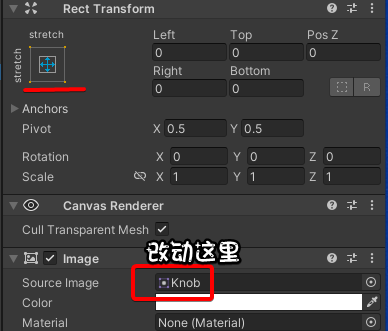 Rect Transform
stretch
Left Top Pos Z
stretch
0 0 0
Right Bottom
0 0 R
Anchors
Pivot X 0.5 Y 0.5
Rotation X 0 Y 0 Z 0
Scale X 1 Y 1 Z 1
Canvas Renderer
Cull Transparent Mesh
改动这里
Image
Source Image Knob
Color
Material None (Material)